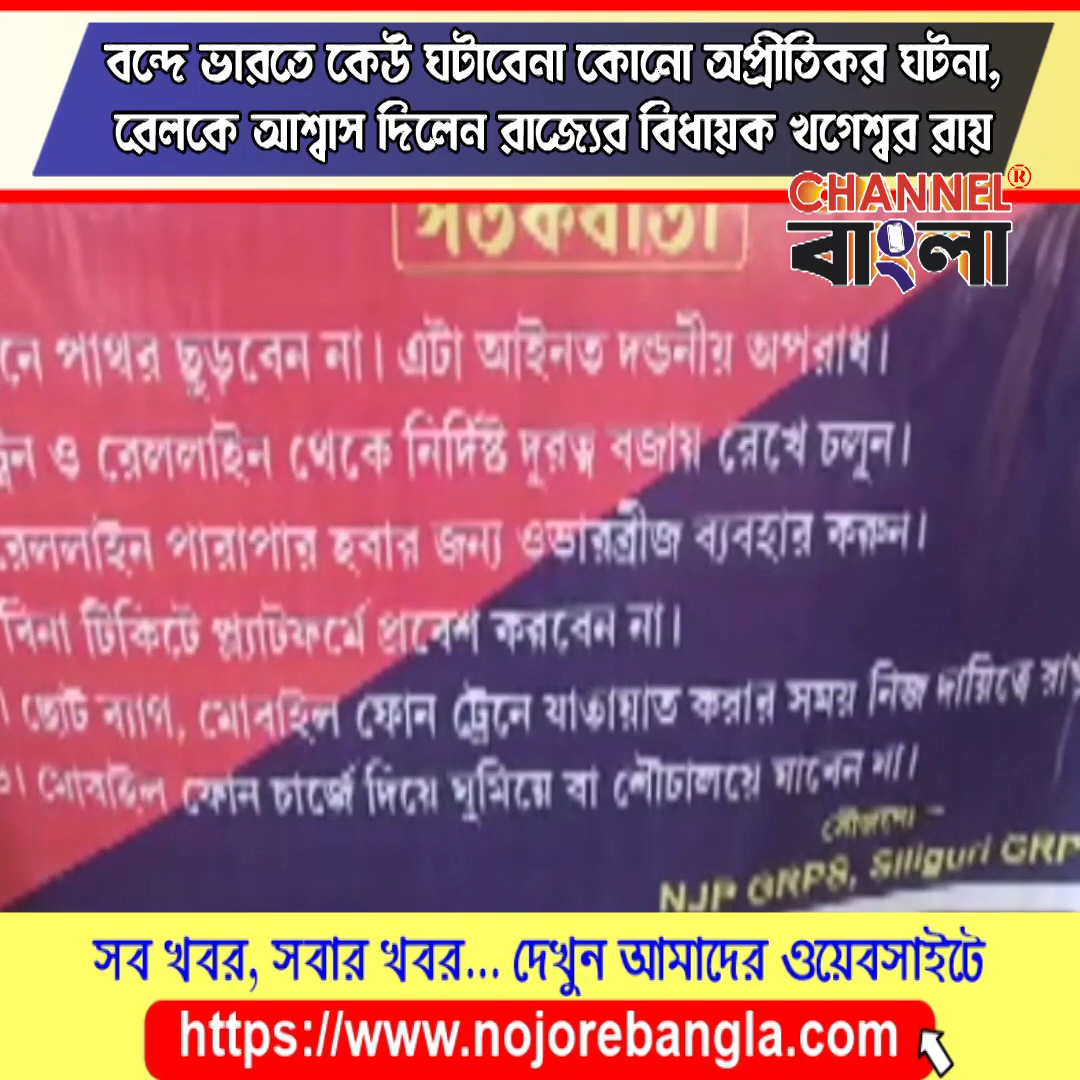 বন্দে ভারতে কেউ ঘটাবেনা কোনো অপ্রীতিকর ঘটনা,
রেলকে আশ্বাস দিলেন রাজ্যের বিধায়ক খগেশ্বর রায়
CHANNEL®
বাংলা
সতর্কবার্তা
নে পাথর ছুড়বেন না। এটা আইনত দন্ডনীয় অপরাধ।
ও রেললাইন থেকে নির্দিষ্ট দূরত্ব বজায় রেখে চলুন।
রেললাইন পারাপার হবার জন্য ওভারব্রীজ ব্যবহার করুন।
বিনা টিকিটে প্ল্যাটফর্মে প্রবেশ করবেন না।
ছোট ব্যাগ, মোবাইল ফোন ট্রেনে যাতায়াত করার সময় নিজ দায়িত্বে
মোবাইল ফোন চার্জে দিয়ে ঘুমিয়ে বা শৌচালয়ে যাবেন না।
সৌজন্যে –
NJP GRPS, Siliguri GRP
সব খবর, সবার খবর... দেখুন আমাদের ওয়েবসাইটে
https://www.nojorebangla.com